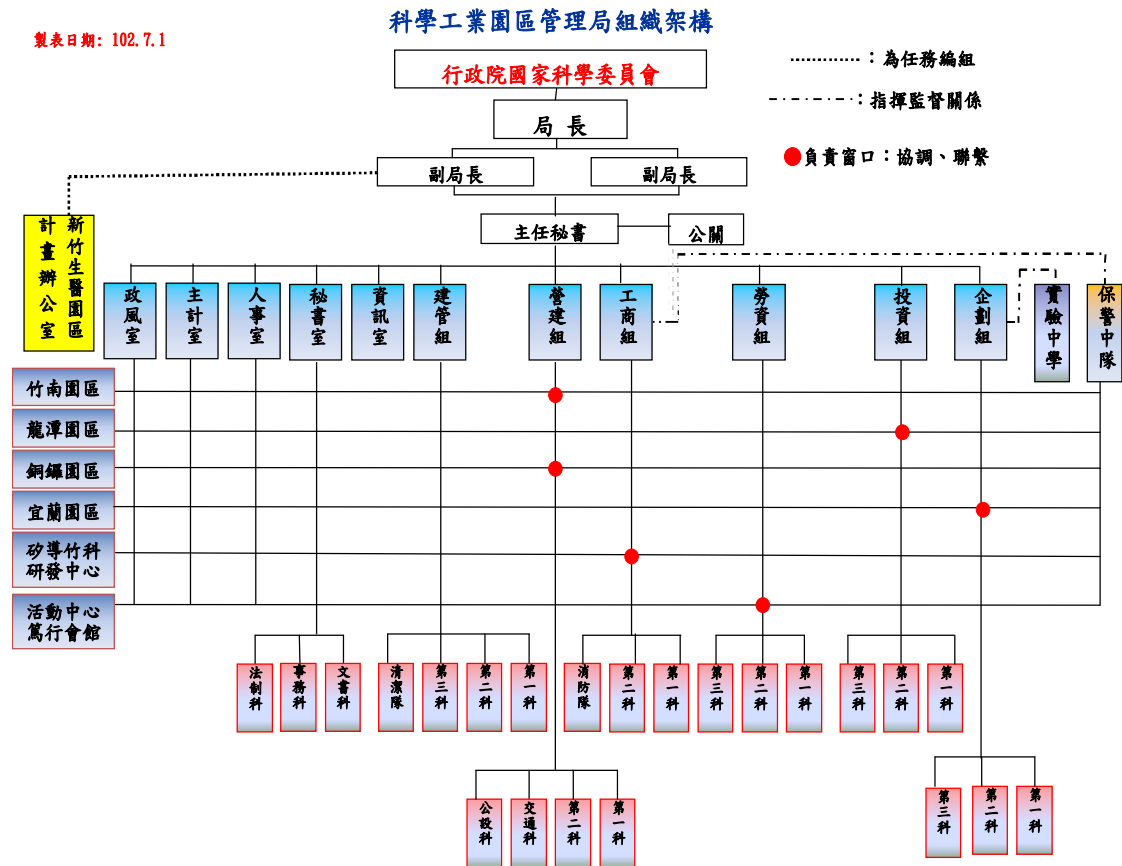 科學工業園區管理局組織架構
製表日期: 102.7.1
行政院國家科學委員會
：為任務編組
：指揮監督關係
負責窗口：協調、聯繫
局 長
副局長
副局長
主任秘書
公關
新竹生醫園區
計畫辦公室
政風室
主計室
人事室
秘書室
資訊室
建管組
營建組
工商組
勞資組
投資組
企劃組
實驗中學
保警中隊
竹南園區
龍潭園區
銅鑼園區
宜蘭園區
矽導竹科
研發中心
活動中心
篤行會館
法制科
事務科
文書科
清潔隊
第三科
第二科
第一科
消防隊
第二科
第一科
第三科
第二科
第一科
第三科
第二科
第一科
公設科
交通科
第二科
第一科
第三科
第二科
第一科